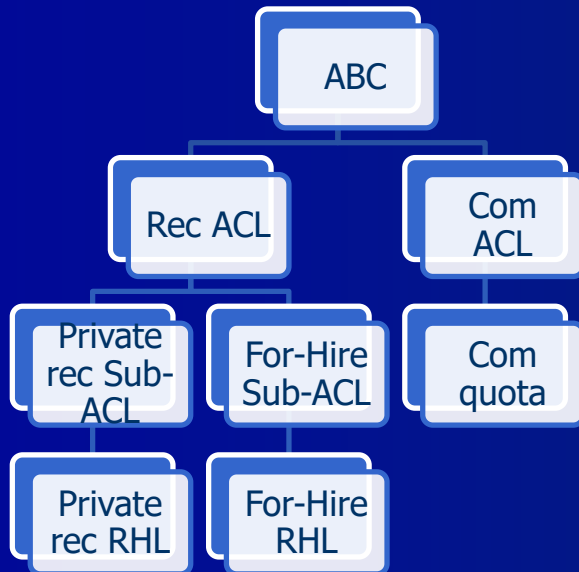 ABC
Rec ACL
Com
ACL
Private
rec Sub-
ACL
For-Hire
Sub-ACL
Com
quota
Private
rec RHL
For-Hire
RHL